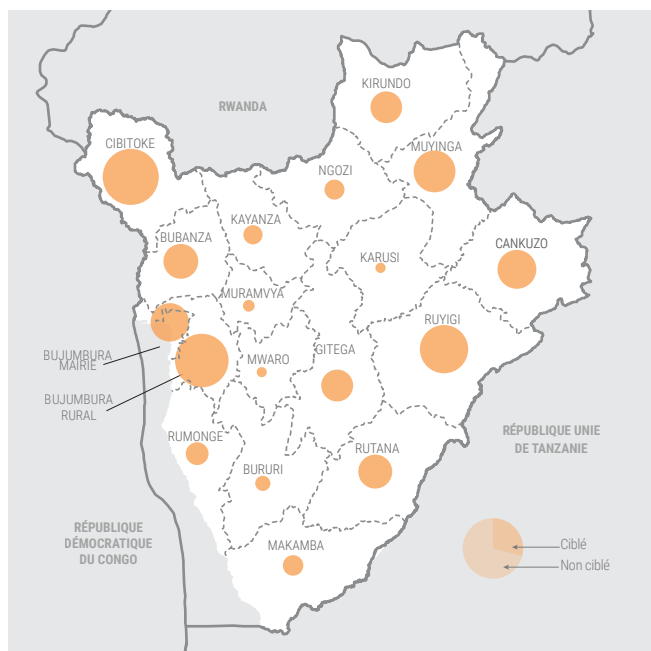 KIRUNDO
RWANDA
CIBITOKE
MUYINGA
NGOZI
KAYANZA
BUBANZA
CANKUZO
KARUSI
MURAMVYA
RUYIGI
GITEGA
MWARO
BUJUMBURA
MAIRIE
BUJUMBURA
RURAL
RUMONGE
RÉPUBLIQUE UNIE
DE TANZANIE
RUTANA
BURURI
RÉPUBLIQUE
DÉMOCRATIQUE
DU CONGO
MAKAMBA
Ciblé
Non ciblé